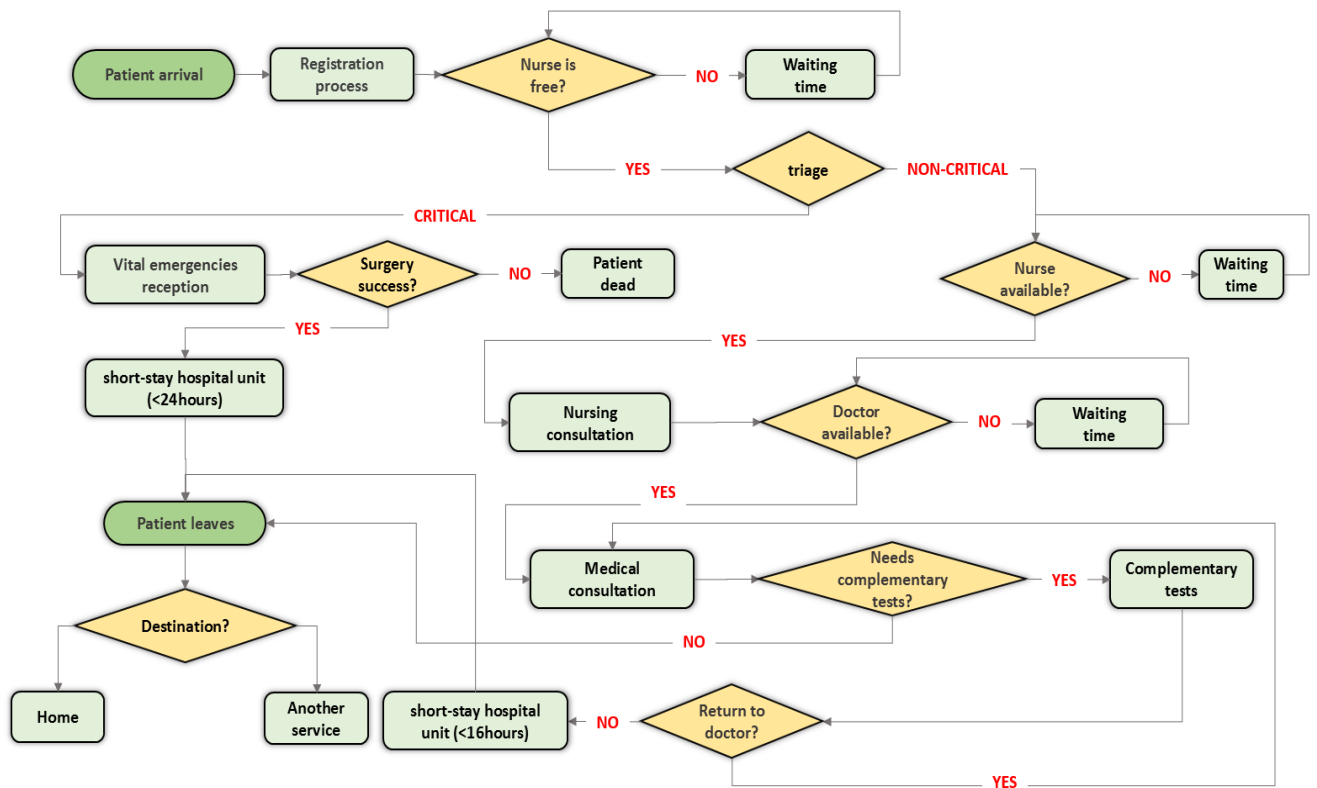 Patient arrival
Registration
process
Nurse is
free?
NO
Waiting
time
YES
triage
NON-CRITICAL
CRITICAL
Vital emergencies
reception
Surgery
success?
NO
Patient
dead
Nurse
available?
NO
Waiting
time
YES
YES
short-stay hospital unit
(<24hours)
Nursing
consultation
Doctor
available?
NO
Waiting
time
YES
Patient leaves
Medical
consultation
Needs
complementary
tests?
YES
Complementary
tests
Destination?
NO
Home
Another
service
short-stay hospital
unit (<16hours)
NO
Return to
doctor?
YES